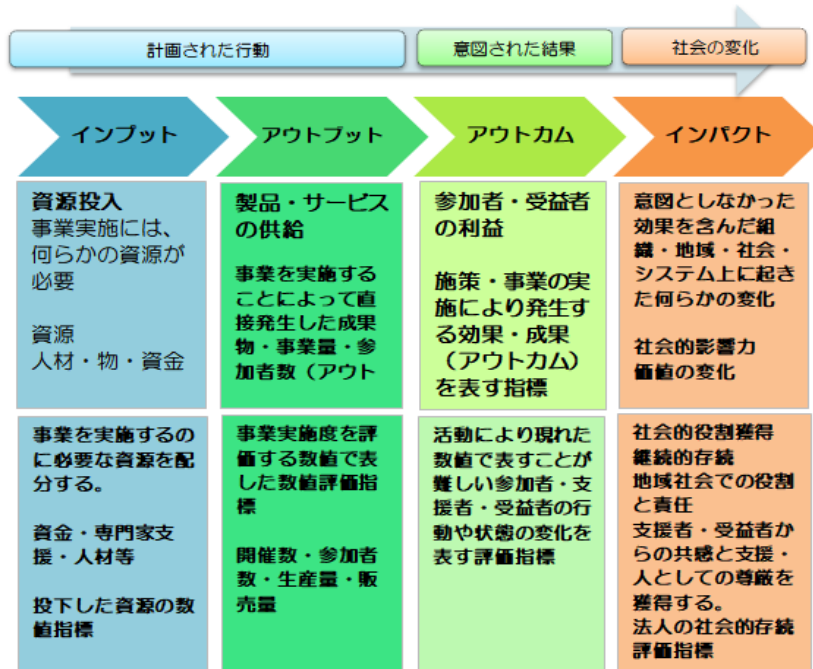 計画された行動
意図された結果
社会の変化
インプット
アウトプット
アウトカム
インパクト
資源投入
事業実施には、
何らかの資源が
必要
資源
人材・物・資金
製品・サービス
の供給
事業を実施する
ことによって直
接発生した成果
物・事業量・参
加者数（アウト
参加者・受益者
の利益
施策・事業の実
施により発生す
る効果・成果
（アウトカム）
を表す指標
意図としなかった
効果を含んだ組
織・地域・社会・
システム上に起き
た何らかの変化
社会的影響力
価値の変化
事業を実施するの
に必要な資源を配
分する。
資金・専門家支
援・人材等
投下した資源の数
値指標
事業実施度を評
価する数値で表
した数値評価指
標
開催数・参加者
数・生産量・販
売量
活動により現れた
数値で表すことが
難しい参加者・支
援者・受益者の行
動や状態の変化を
表す評価指標
社会的役割獲得
継続的存続
地域社会での役割
と責任
支援者・受益者か
らの共感と支援・
人としての尊厳を
獲得する。
法人の社会的存続
評価指標